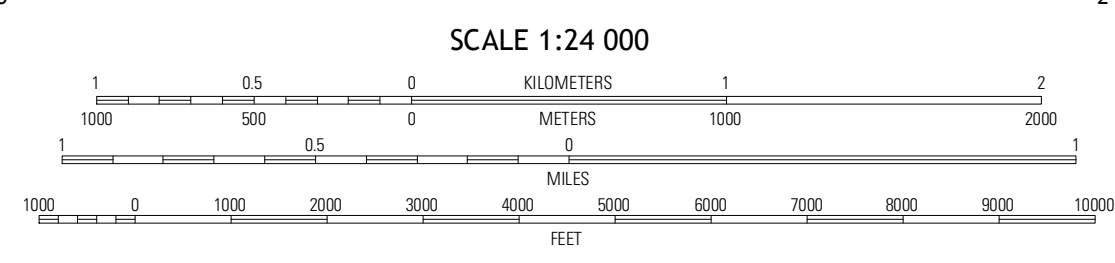 SCALE 1:24 000
1 0.5 0 KILOMETERS 1 2
1000 500 0 METERS 1000 2000
1 0.5 0 1
MILES
1000 0 1000 2000 3000 4000 5000 6000 7000 8000 9000 10000
FEET